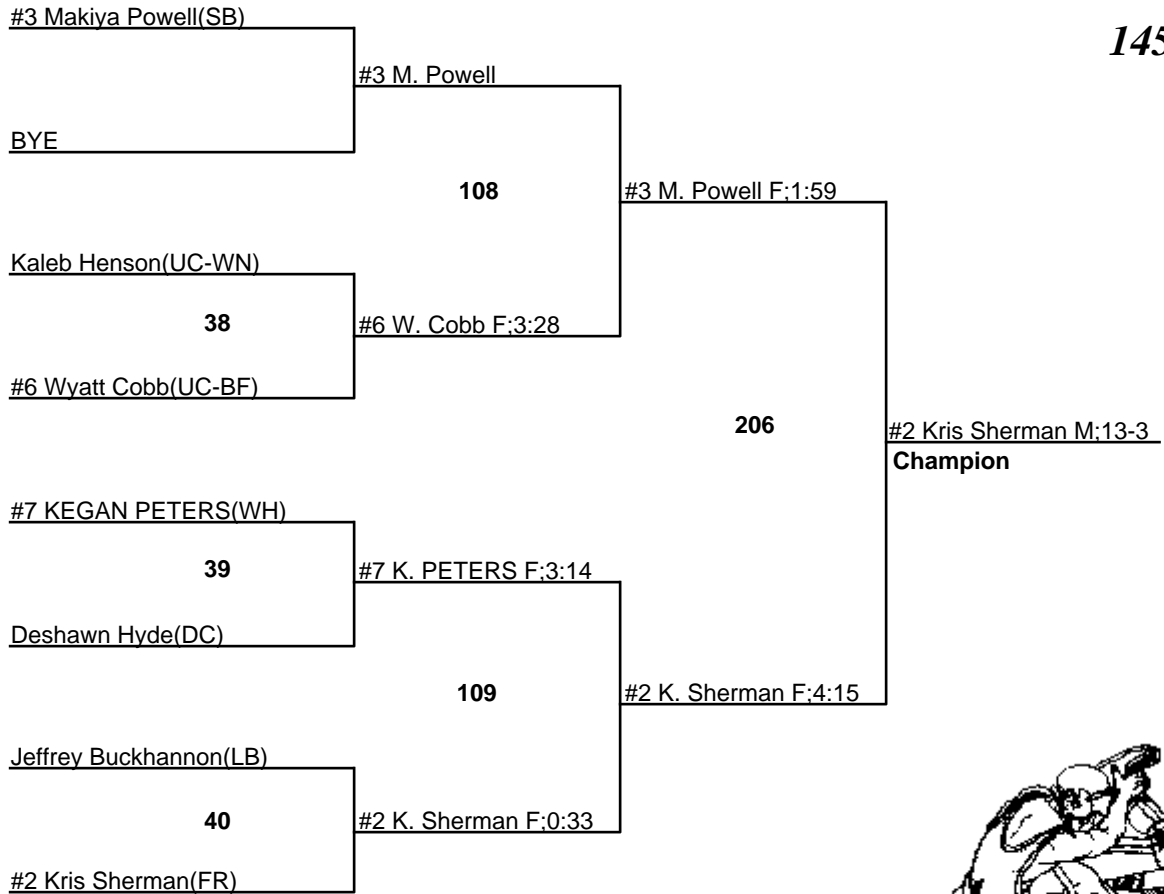 #3 Makiya Powell(SB)
145
#3 M. Powell
BYE
108
#3 M. Powell F;1:59
Kaleb Henson(UC-WN)
38
#6 W. Cobb F;3:28
#6 Wyatt Cobb(UC-BF)
206
#2 Kris Sherman M;13-3
Champion
#7 KEGAN PETERS(WH)
39
#7 K. PETERS F;3:14
Deshawn Hyde(DC)
109
#2 K. Sherman F;4:15
Jeffrey Buckhannon(LB)
40
#2 K. Sherman F;0:33
#2 Kris Sherman(FR)